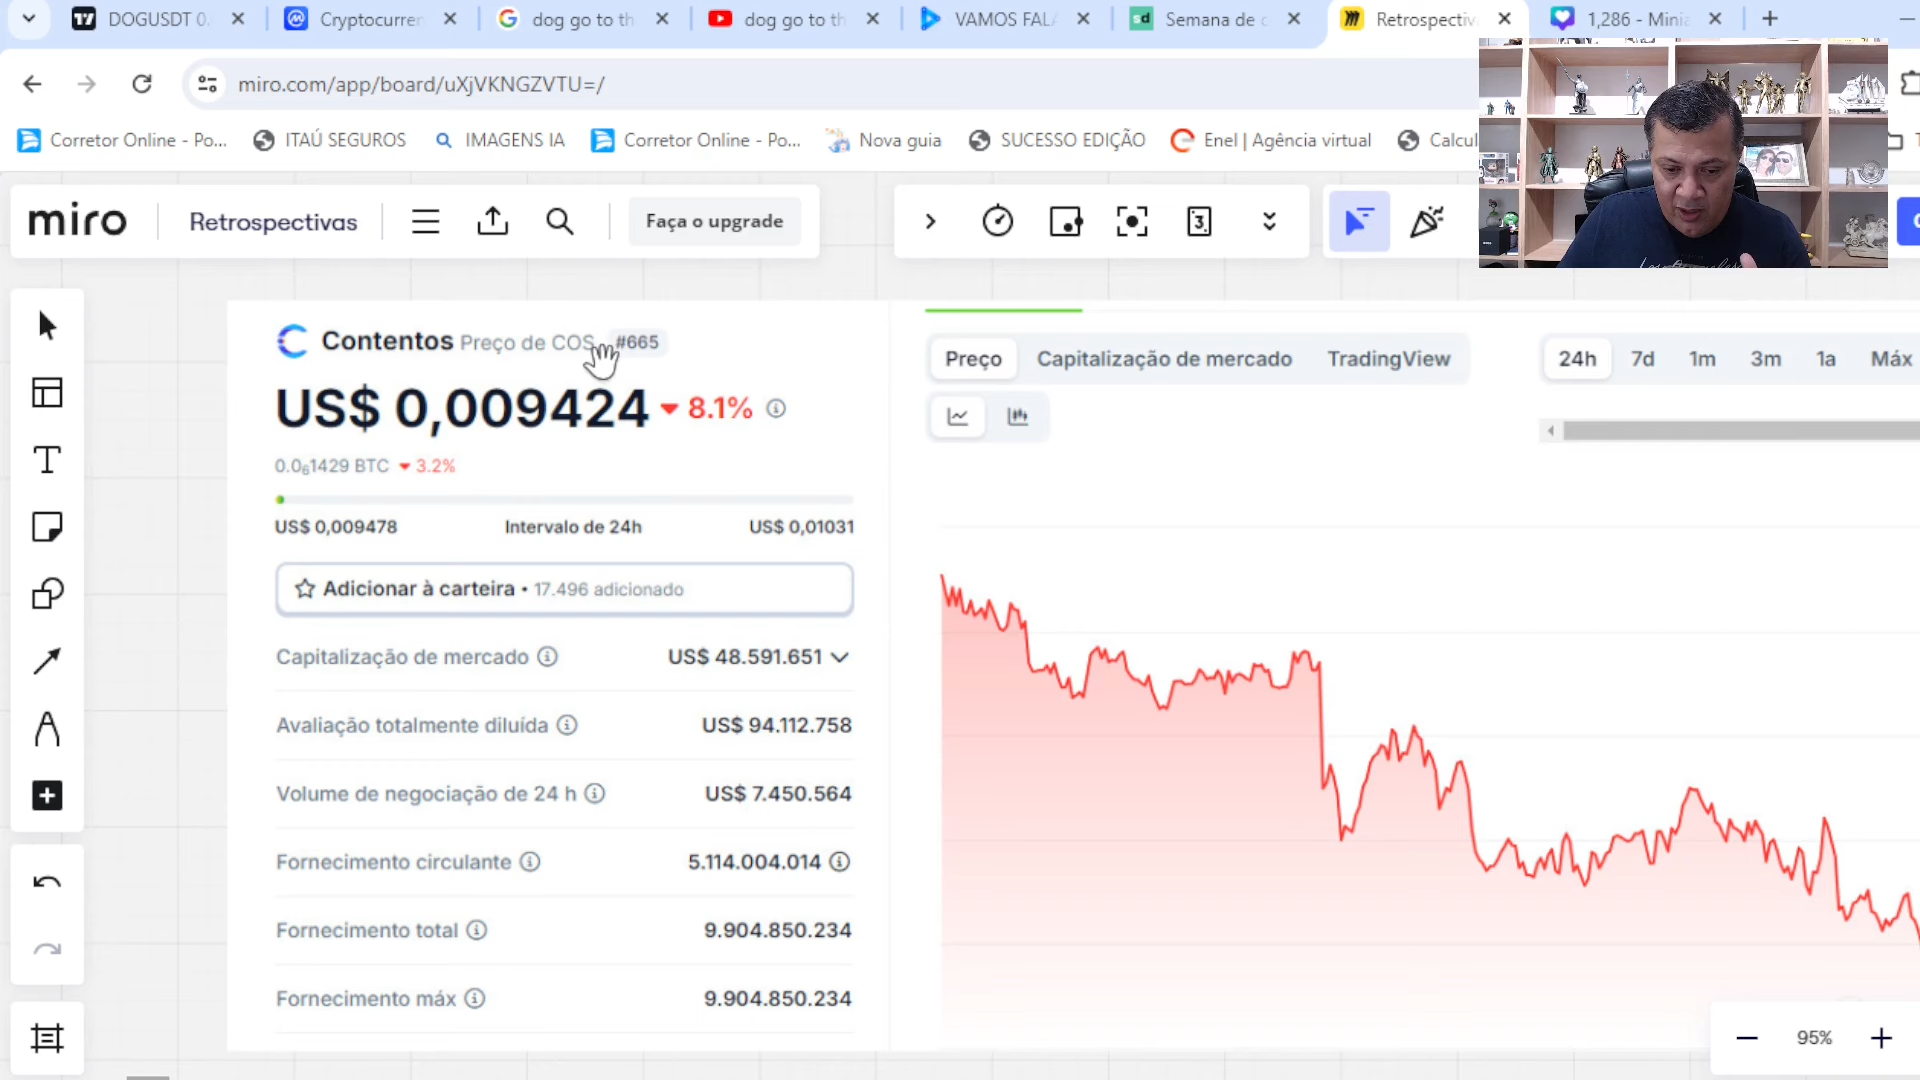 DOGUSDT 0.
Cryptocurren
dog go to th
dog go to th
VAMOS FALA
Semana de c
Retrospectiv
1,286 - Minia
miro.com/app/board/uXjVKNGZVTU=/
Corretor Online - Po...
ITAÚ SEGUROS
IMAGENS IA
Corretor Online - Po...
Nova guia
SUCESSO EDIÇÃO
Enel | Agência virtual
Calcul
miro
Retrospectivas
Faça o upgrade
Contentos Preço de COS #665
US$ 0,009424 8.1%
0.0₆1429 BTC 3.2%
US$ 0,009478 Intervalo de 24h US$ 0,01031
Adicionar à carteira • 17.496 adicionado
Capitalização de mercado US$ 48.591.651
Avaliação totalmente diluída US$ 94.112.758
Volume de negociação de 24 h US$ 7.450.564
Fornecimento circulante 5.114.004.014
Fornecimento total 9.904.850.234
Fornecimento máx 9.904.850.234
Preço
Capitalização de mercado
TradingView
24h
7d
1m
3m
1a
Máx
95%